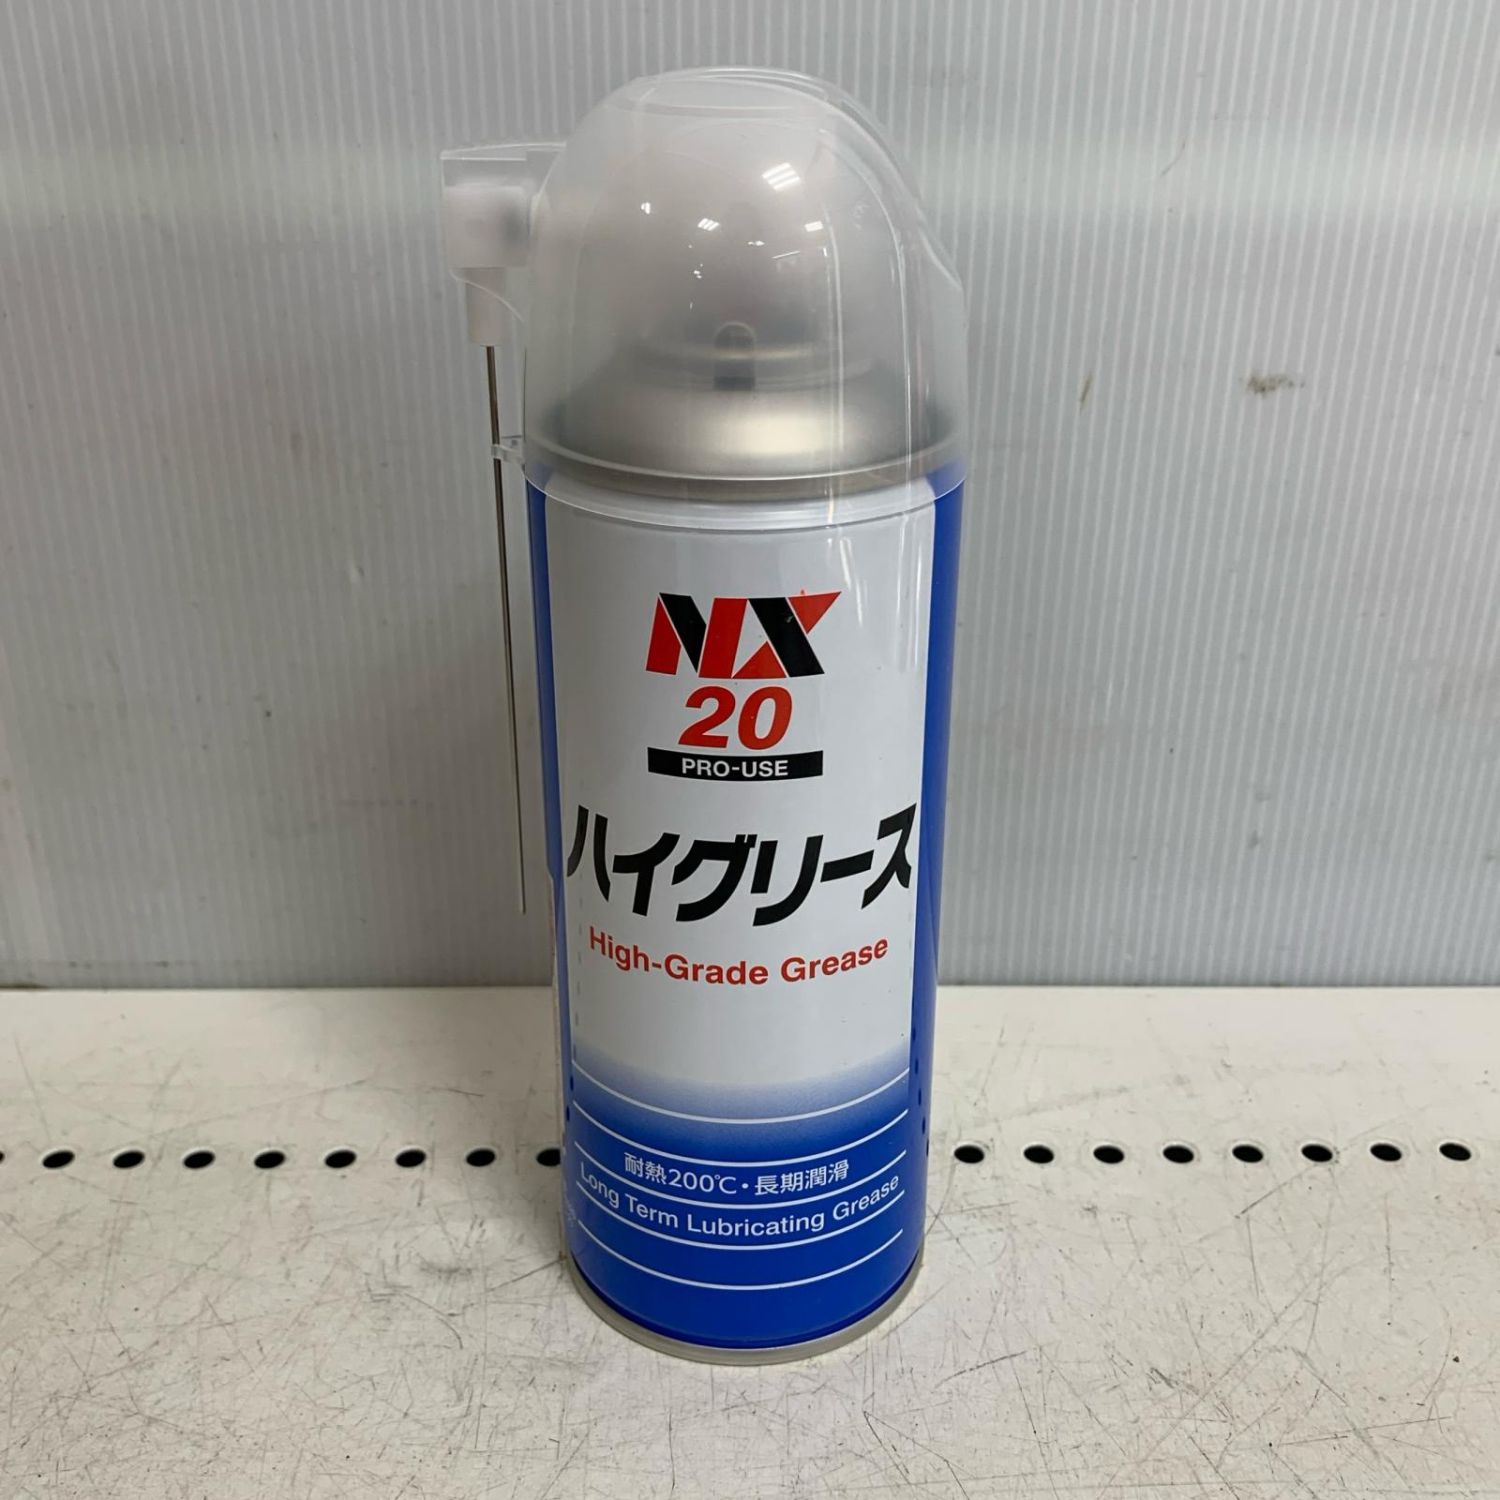 NX
20
PRO-USE
ハイグリース
High-Grade Grease
耐熱200℃・長期潤滑
Long Term Lubricating Grease